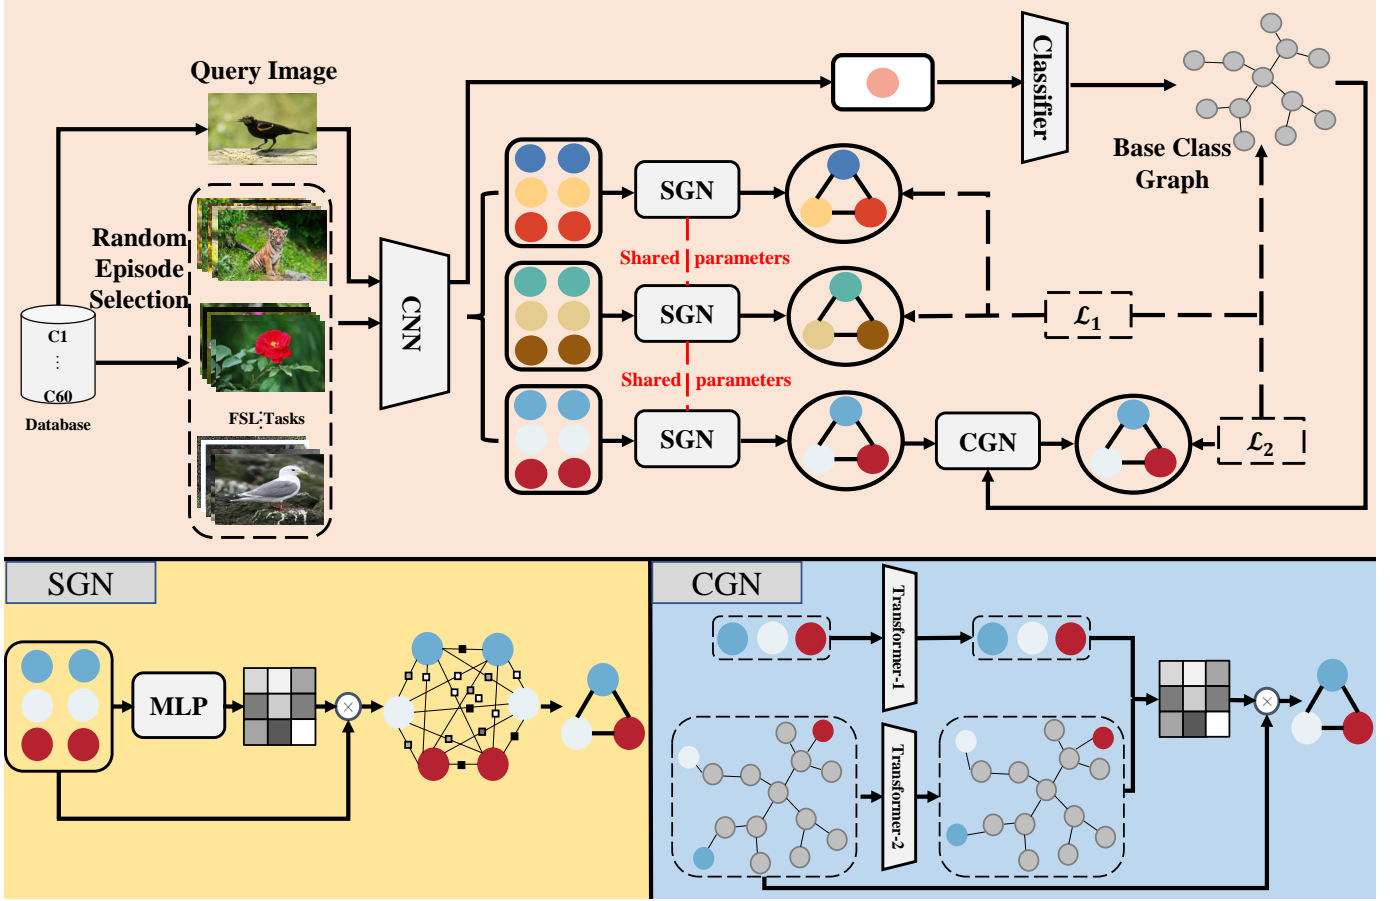 Query Image
Random
Episode
Selection
C1
⋮
C60
Database
FSL Tasks
⋮
CNN
Classifier
Base Class
Graph
SGN
Shared parameters
SGN
Shared parameters
SGN
CGN
ℒ₁
ℒ₂
SGN
MLP
×
CGN
Transformer-1
Transformer-2
×